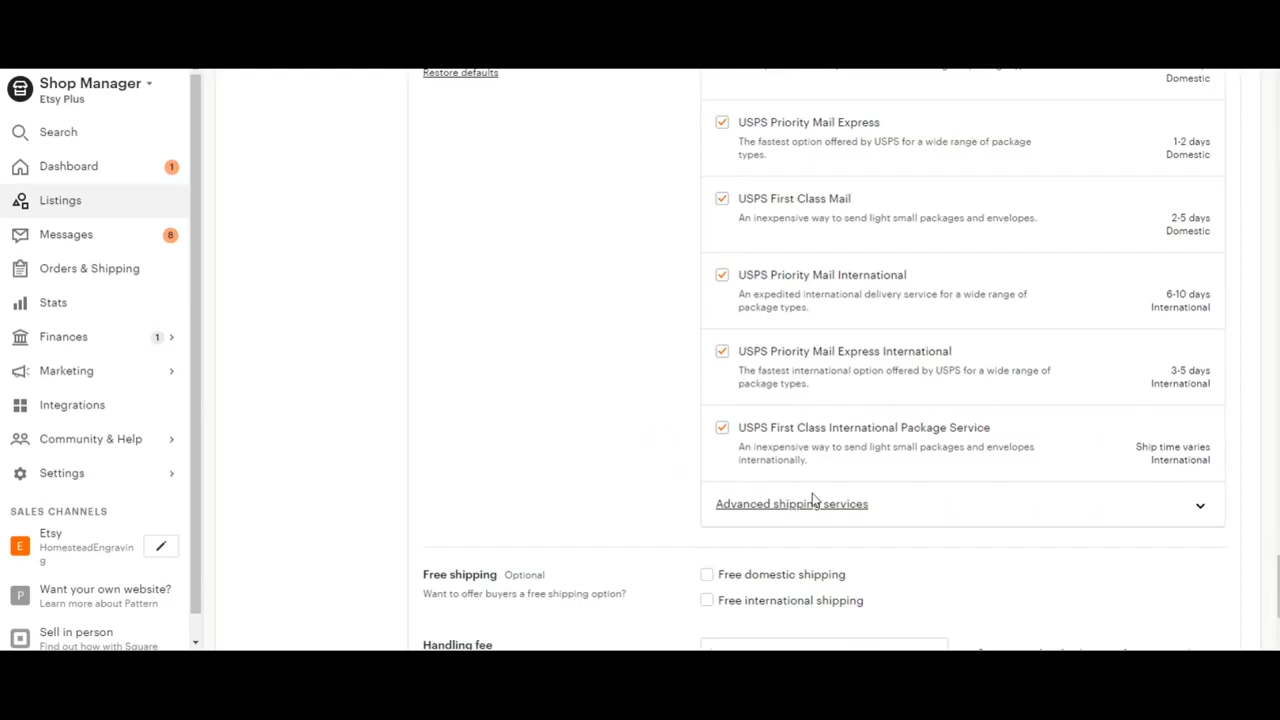 Shop Manager
Etsy Plus
Search
Dashboard 1
Listings
Messages 8
Orders & Shipping
Stats
Finances 1
Marketing
Integrations
Community & Help
Settings
SALES CHANNELS
E Etsy
HomesteadEngravin
g
P Want your own website?
Learn more about Pattern
Sell in person
Find out how with Square
Restore defaults
Domestic
USPS Priority Mail Express
The fastest option offered by USPS for a wide range of package 1-2 days
types. Domestic
USPS First Class Mail
An inexpensive way to send light small packages and envelopes. 2-5 days
Domestic
USPS Priority Mail International
An expedited international delivery service for a wide range of 6-10 days
package types. International
USPS Priority Mail Express International
The fastest international option offered by USPS for a wide range of 3-5 days
package types. International
USPS First Class International Package Service
An inexpensive way to send light small packages and envelopes Ship time varies
internationally. International
Advanced shipping services
Free shipping Optional
Want to offer buyers a free shipping option?
Free domestic shipping
Free international shipping
Handling fee